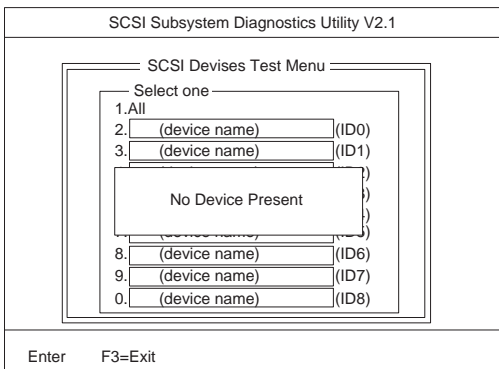 SCSI Subsystem Diagnostics Utility V2.1
SCSI Devises Test Menu
Select one
1.All
2. (device name) (ID0)
3. (device name) (ID1)
2)
No Device Present
8. (device name) (ID6)
9. (device name) (ID7)
0. (device name) (ID8)
Enter F3=Exit